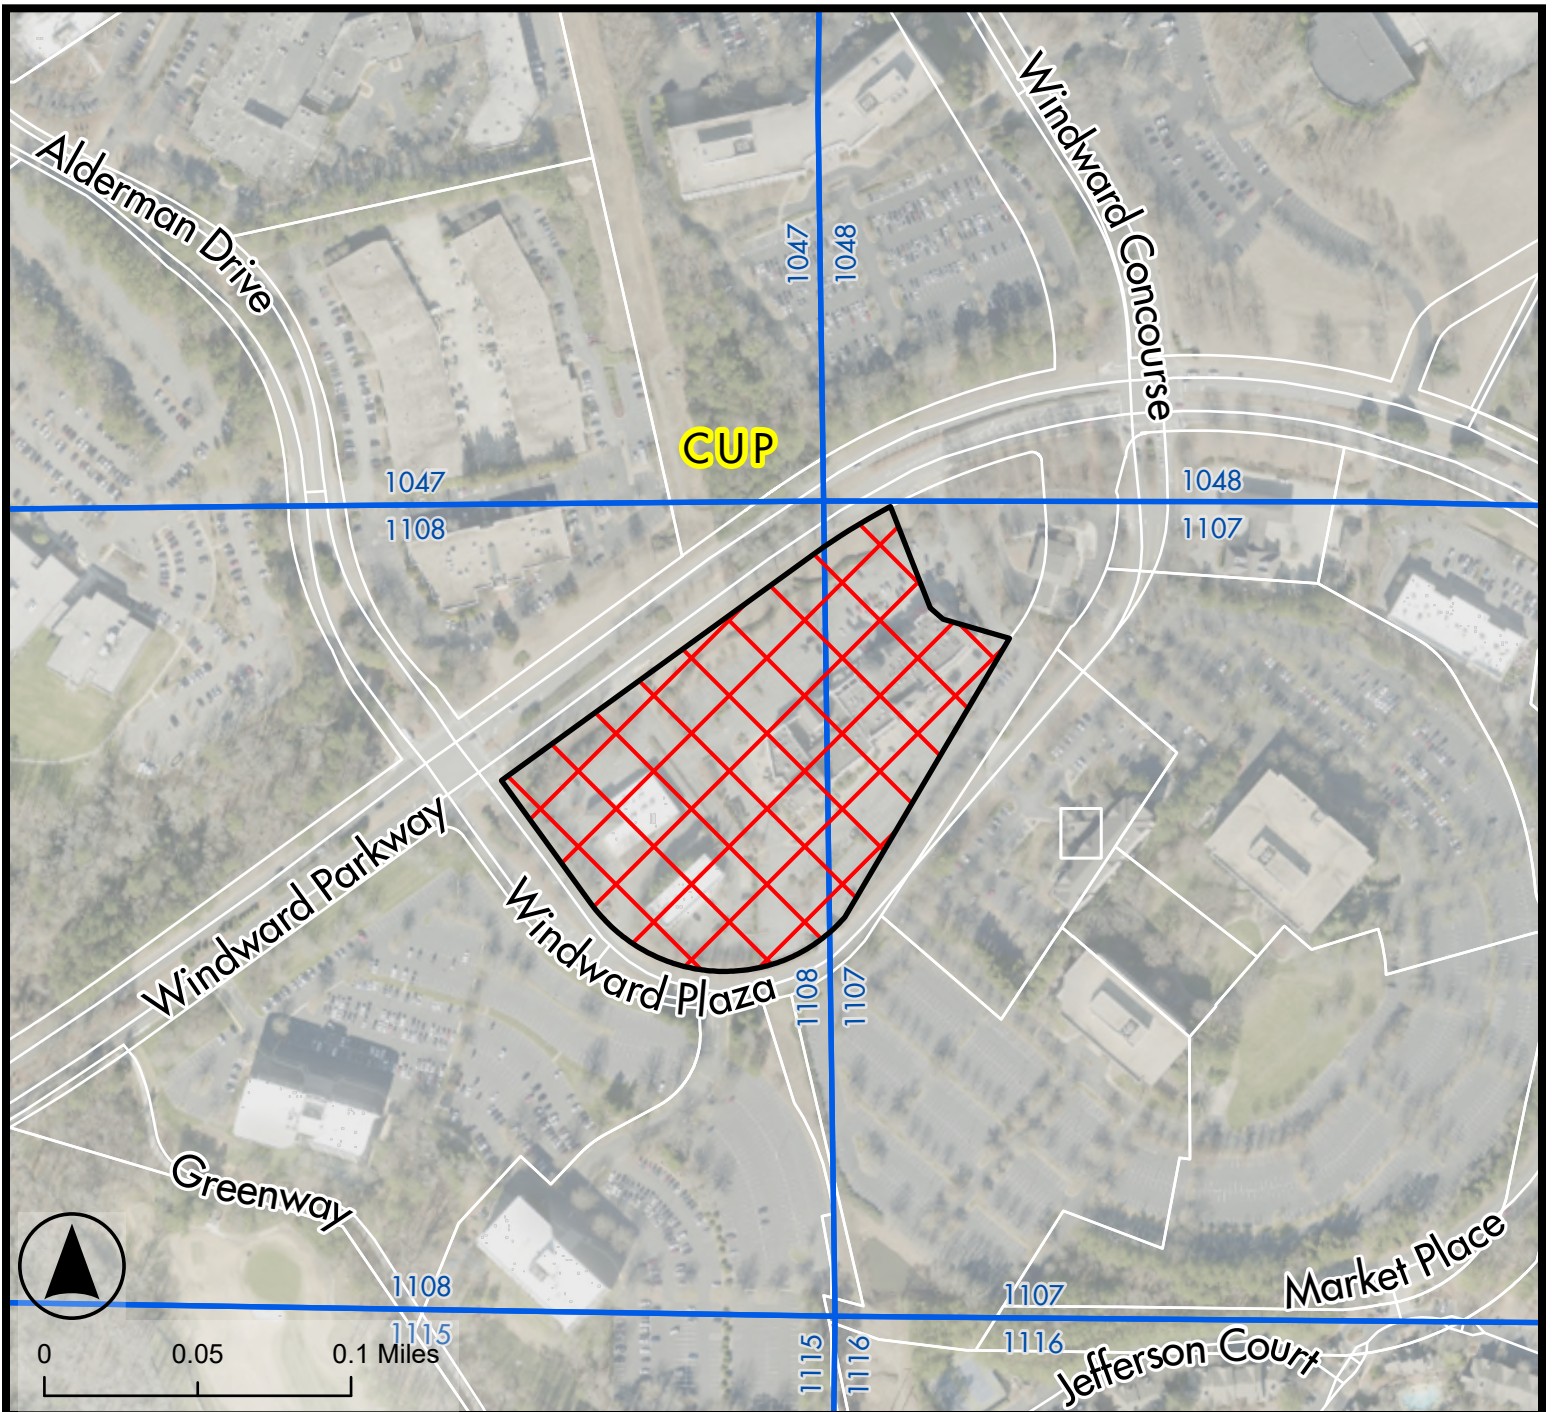 Windward Concourse
Alderman Drive
1047
1048
CUP
1047
1048
1108
1107
Windward Parkway
Windward Plaza
1108
1107
Greenway
Market Place
1108
1107
1115
1116
Jefferson Court
1115
1116
0 0.05 0.1 Miles